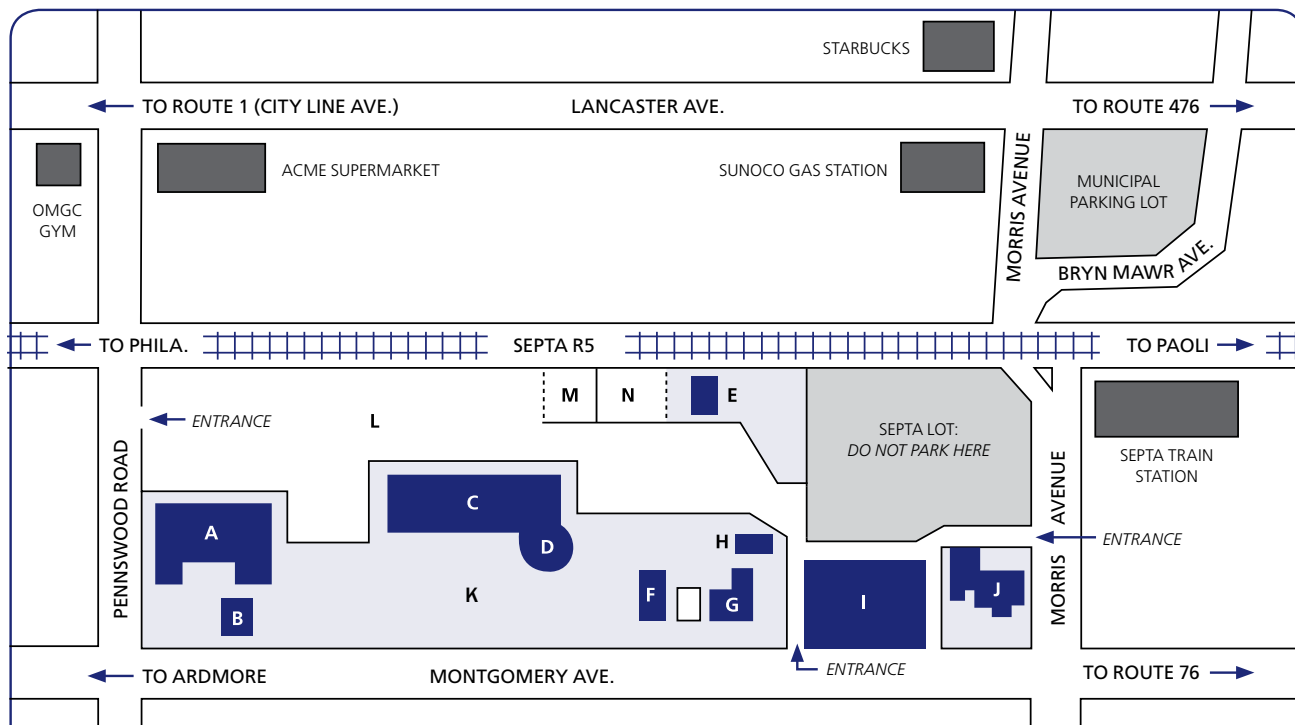 STARBUCKS
TO ROUTE 1 (CITY LINE AVE.)
LANCASTER AVE.
TO ROUTE 476
OMGC
GYM
ACME SUPERMARKET
SUNOCO GAS STATION
MORRIS AVENUE
MUNICIPAL
PARKING LOT
BRYN MAWR AVE.
TO PHILA.
SEPTA R5
TO PAOLI
ENTRANCE
L
M
N
E
SEPTA LOT:
DO NOT PARK HERE
SEPTA TRAIN
STATION
PENNSWOOD ROAD
A
B
C
D
K
H
F
G
I
J
MORRIS AVENUE
ENTRANCE
ENTRANCE
TO ARDMORE
MONTGOMERY AVE.
TO ROUTE 76